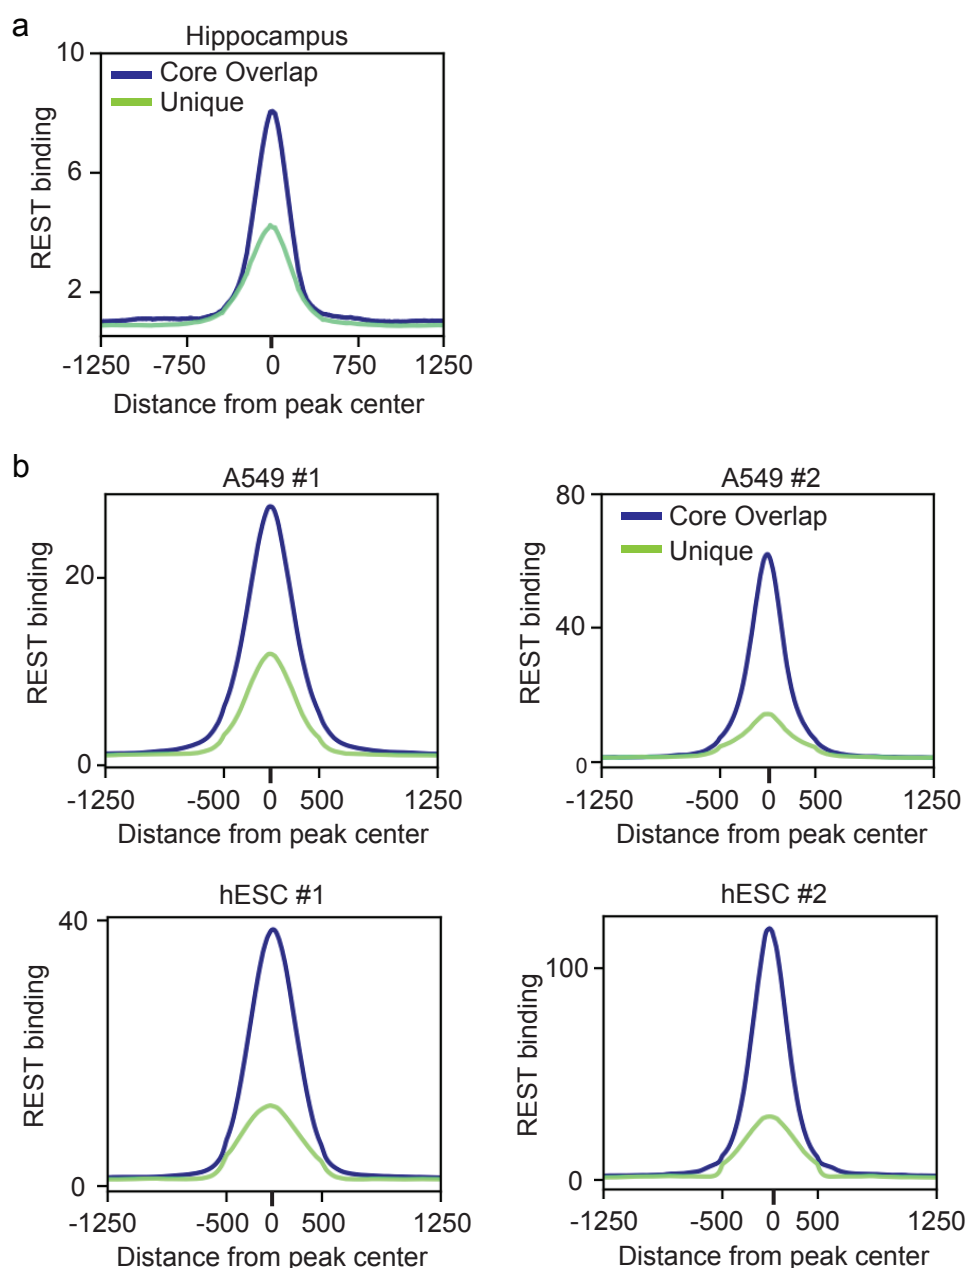 a
Hippocampus
10
Core Overlap
Unique
6
2
REST binding
-1250 -750 0 750 1250
Distance from peak center
b
A549 #1
20
0
REST binding
-1250 -500 0 500 1250
Distance from peak center
A549 #2
80
Core Overlap
Unique
40
0
REST binding
-1250 -500 0 500 1250
Distance from peak center
hESC #1
40
0
REST binding
-1250 -500 0 500 1250
Distance from peak center
hESC #2
100
0
REST binding
-1250 -500 0 500 1250
Distance from peak center